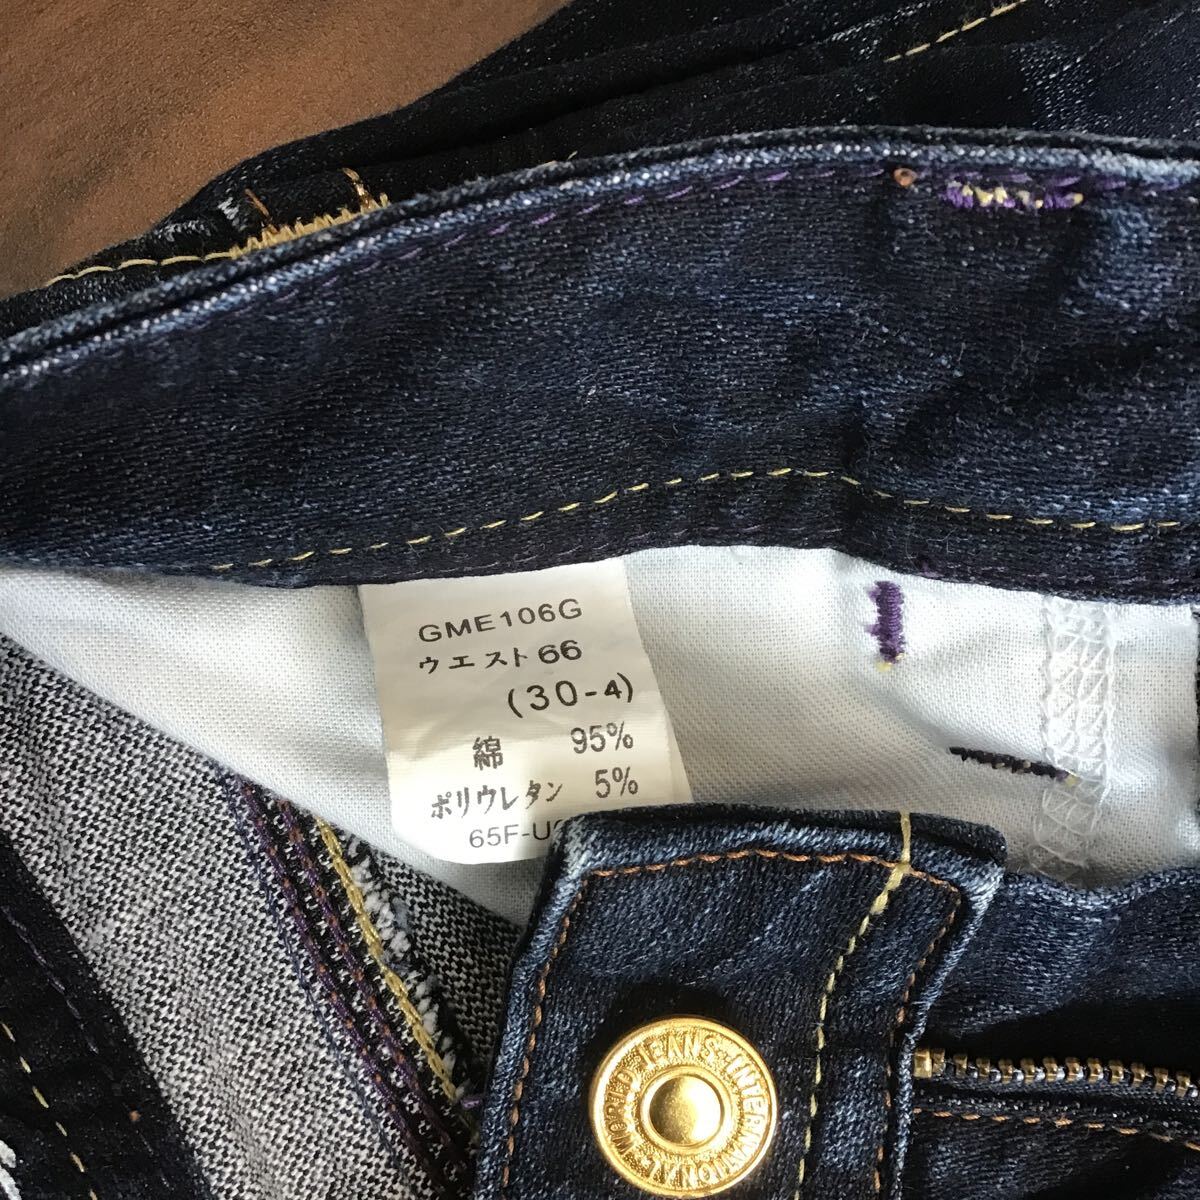 GME106G
ウエスト66
(30-4)
綿 95%
ポリウレタン 5%
65F-U
WORLD JEANS INTERNATIONAL